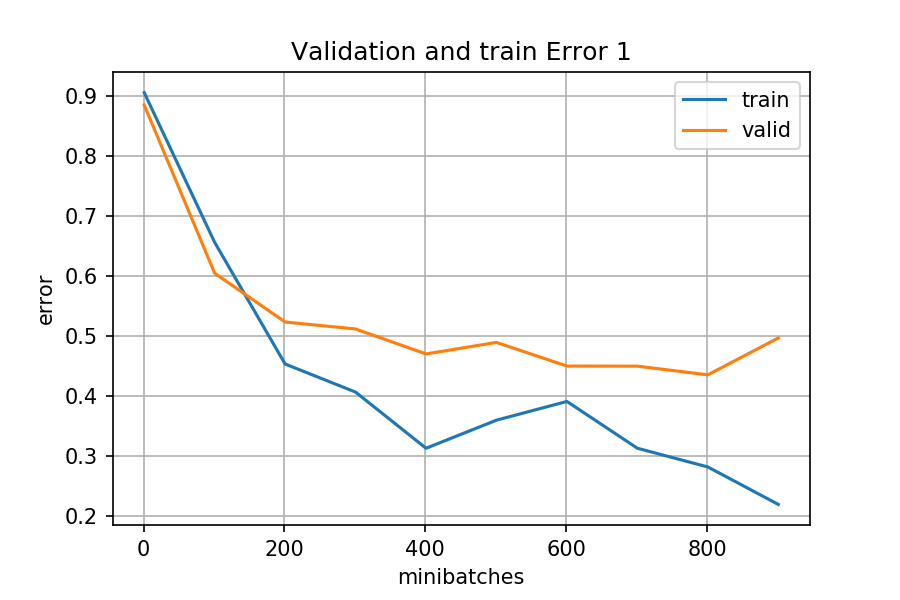 Validation and train Error 1
train
valid
0.9
0.8
0.7
0.6
0.5
0.4
0.3
0.2
error
0 200 400 600 800
minibatches